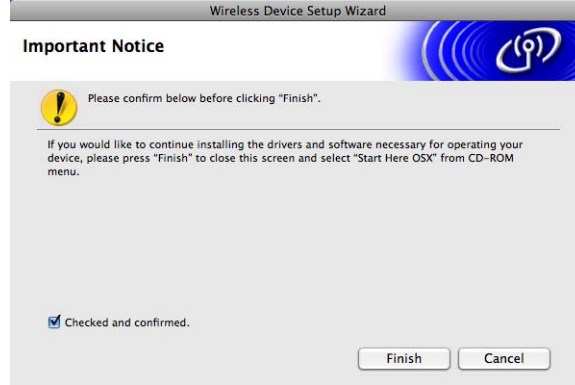 Wireless Device Setup Wizard
Important Notice
Please confirm below before clicking "Finish".
If you would like to continue installing the drivers and software necessary for operating your
device, please press "Finish" to close this screen and select "Start Here OSX" from CD-ROM
menu.
Checked and confirmed.
Finish Cancel